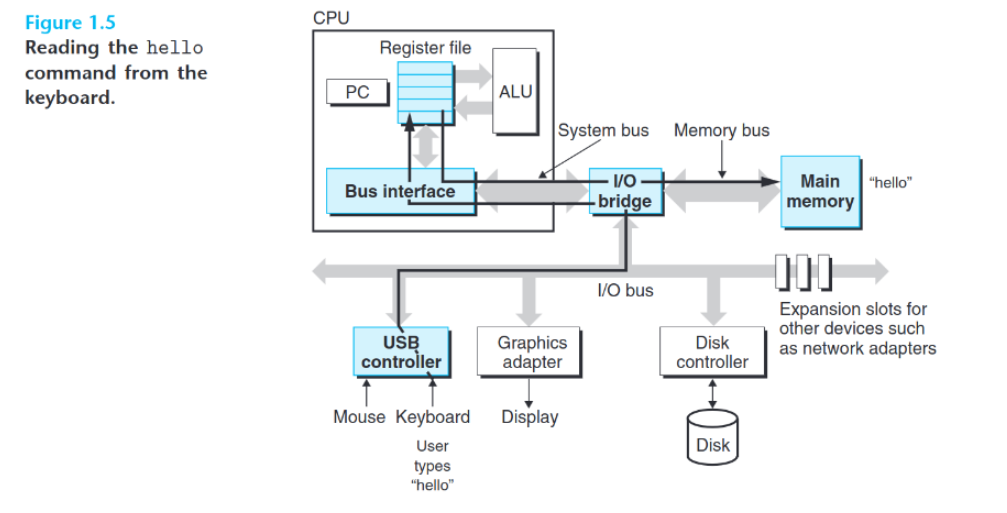 Figure 1.5
Reading the hello
command from the
keyboard.
CPU
Register file
PC
ALU
System bus
Memory bus
Bus interface
I/O
bridge
Main
memory
“hello”
I/O bus
Expansion slots for
other devices such
as network adapters
USB
controller
Graphics
adapter
Disk
controller
Mouse
Keyboard
Display
User
types
“hello”
Disk